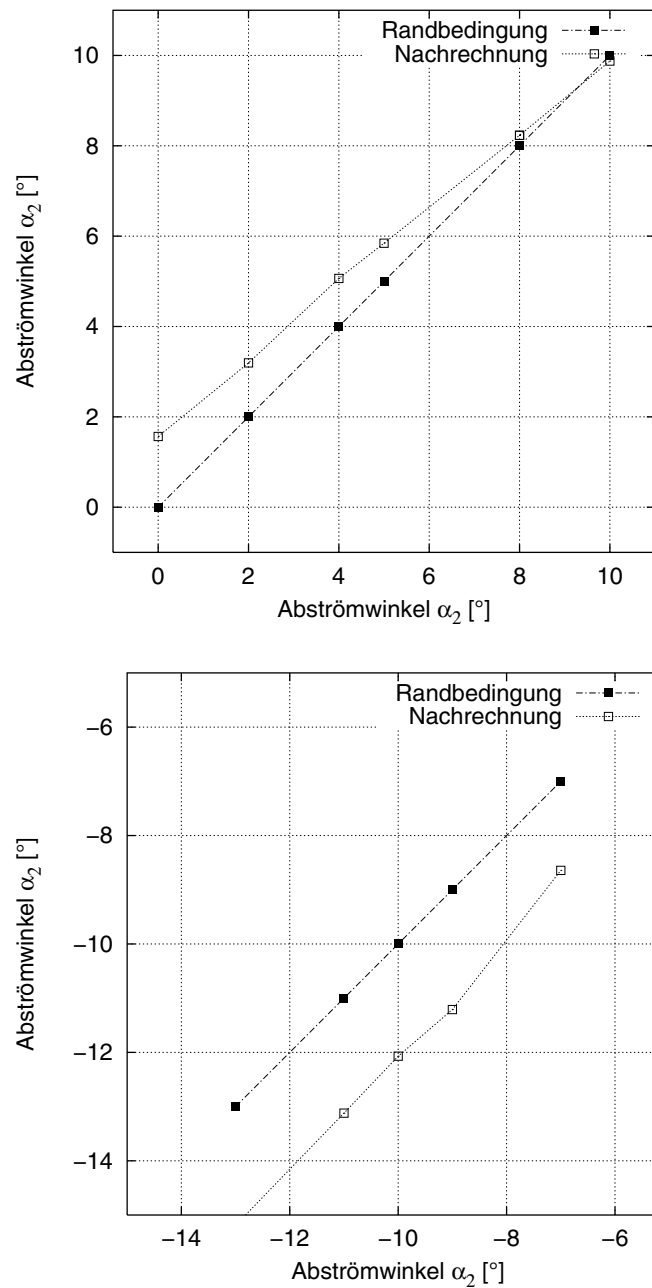 Randbedingung
Nachrechnung
10
8
6
4
2
0
Abströmwinkel α₂ [°]
0 2 4 6 8 10
Abströmwinkel α₂ [°]
Randbedingung
Nachrechnung
−6
−8
−10
−12
−14
Abströmwinkel α₂ [°]
−14 −12 −10 −8 −6
Abströmwinkel α₂ [°]